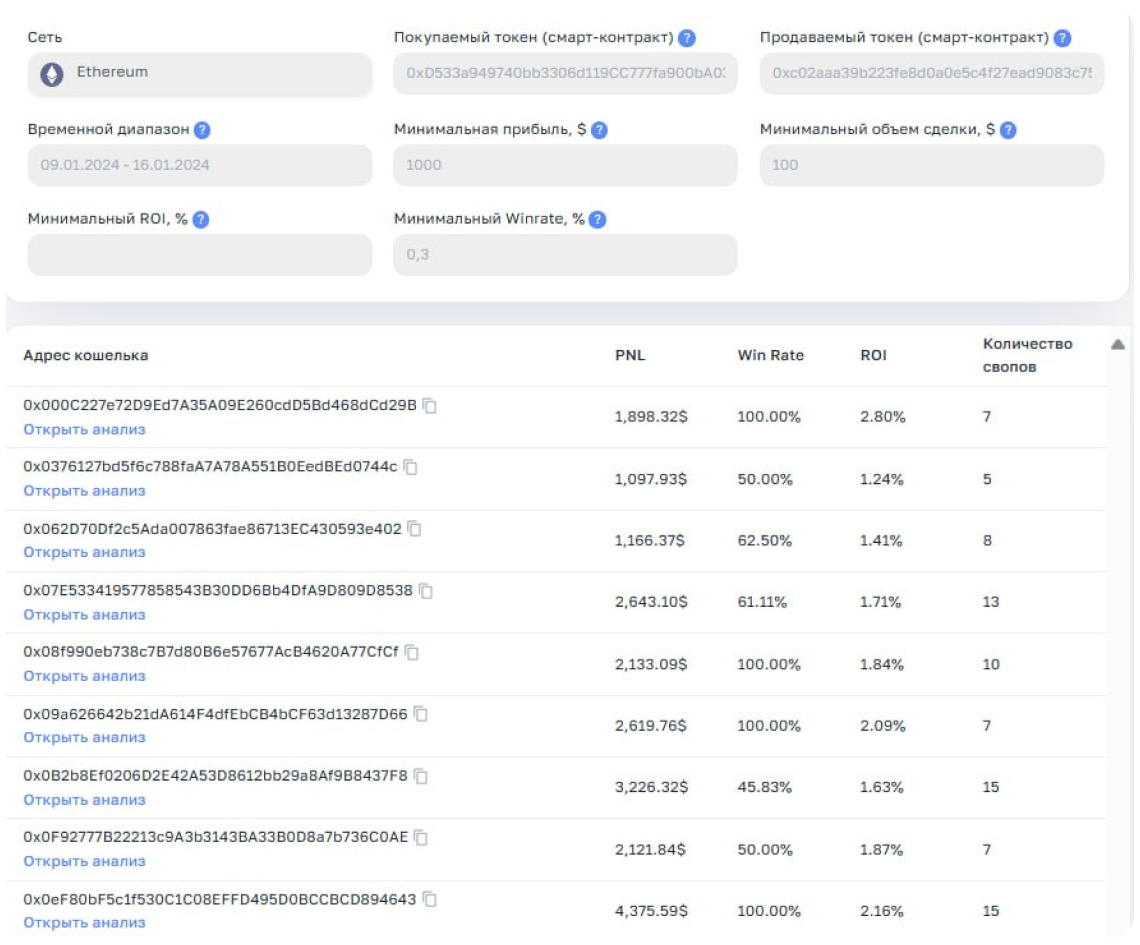 Сеть
Покупаемый токен (смарт-контракт) ?
Продаваемый токен (смарт-контракт) ?
Ethereum
0xD533a949740bb3306d119CC777fa900bA03
0xc02aaa39b223fe8d0a0e5c4f27ead9083c75
Временной диапазон ?
Минимальная прибыль, $ ?
Минимальный объем сделки, $ ?
09.01.2024 - 16.01.2024
1000
100
Минимальный ROI, % ?
Минимальный Winrate, % ?
0,3
Адрес кошелька PNL Win Rate ROI Количество свопов
0x000C227e72D9Ed7A35A09E260cdD5Bd468dCd29B
Открыть анализ
1,898.32$ 100.00% 2.80% 7
0x0376127bd5f6c788faA7A78A551B0EedBEd0744c
Открыть анализ
1,097.93$ 50.00% 1.24% 5
0x062D70Df2c5Ada007863fae86713EC430593e402
Открыть анализ
1,166.37$ 62.50% 1.41% 8
0x07E533419577858543B30DD6Bb4DfA9D809D8538
Открыть анализ
2,643.10$ 61.11% 1.71% 13
0x08f990eb738c7B7d80B6e57677AcB4620A77CfCf
Открыть анализ
2,133.09$ 100.00% 1.84% 10
0x09a626642b21dA614F4dfEbCB4bCF63d13287D66
Открыть анализ
2,619.76$ 100.00% 2.09% 7
0x0B2b8Ef0206D2E42A53D8612bb29a8Af9B8437F8
Открыть анализ
3,226.32$ 45.83% 1.63% 15
0x0F92777B22213c9A3b3143BA33B0D8a7b736C0AE
Открыть анализ
2,121.84$ 50.00% 1.87% 7
0x0eF80bF5c1f530C1C08EFFD495D0BCCBCD894643
Открыть анализ
4,375.59$ 100.00% 2.16% 15